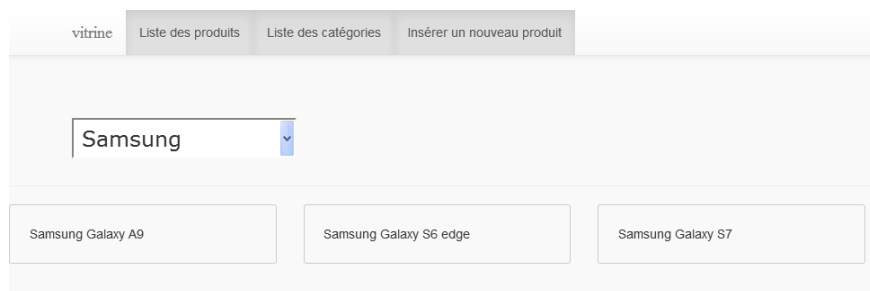 vitrine Liste des produits Liste des catégories Insérer un nouveau produit
Samsung
Samsung Galaxy A9 Samsung Galaxy S6 edge Samsung Galaxy S7